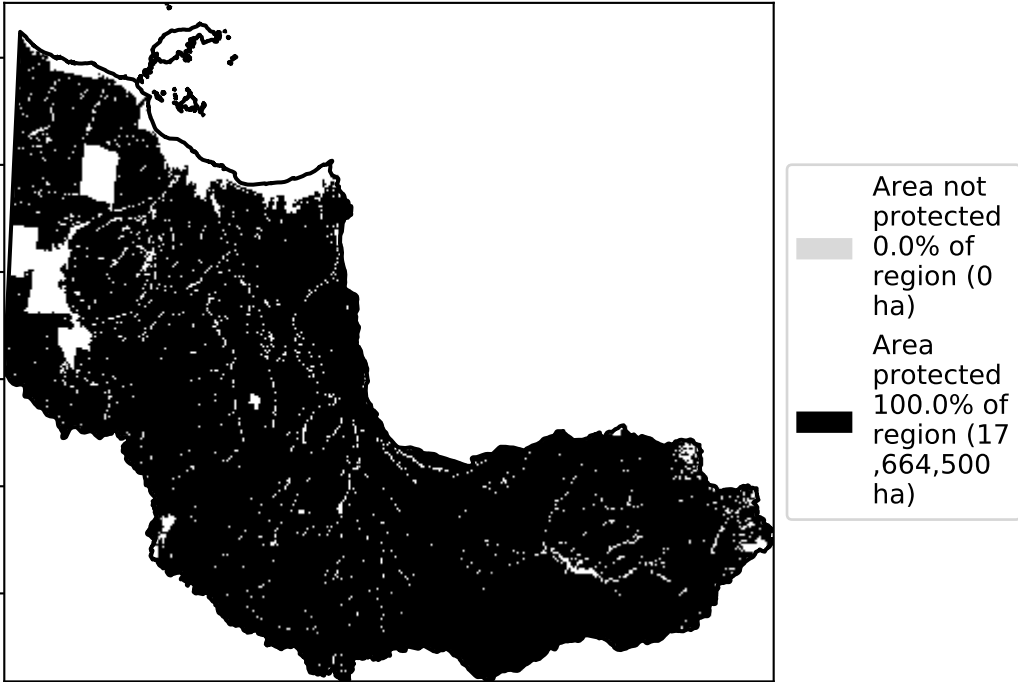 Area not
protected
0.0% of
region (0
ha)
Area
protected
100.0% of
region (17
,664,500
ha)